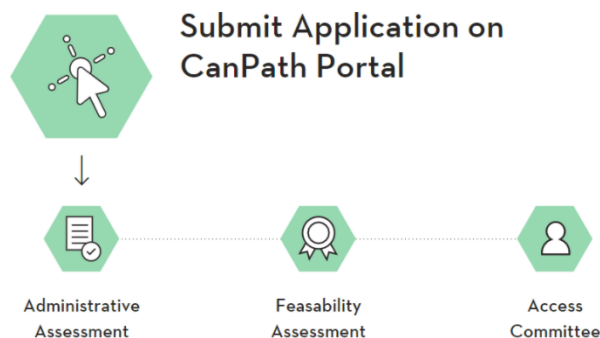 Submit Application on
CanPath Portal
Administrative
Assessment
Feasability
Assessment
Access
Committee